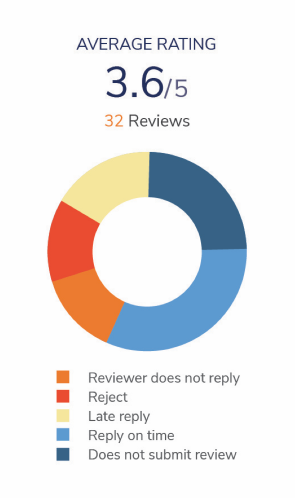 AVERAGE RATING
3.6/5
32 Reviews
Reviewer does not reply
Reject
Late reply
Reply on time
Does not submit review